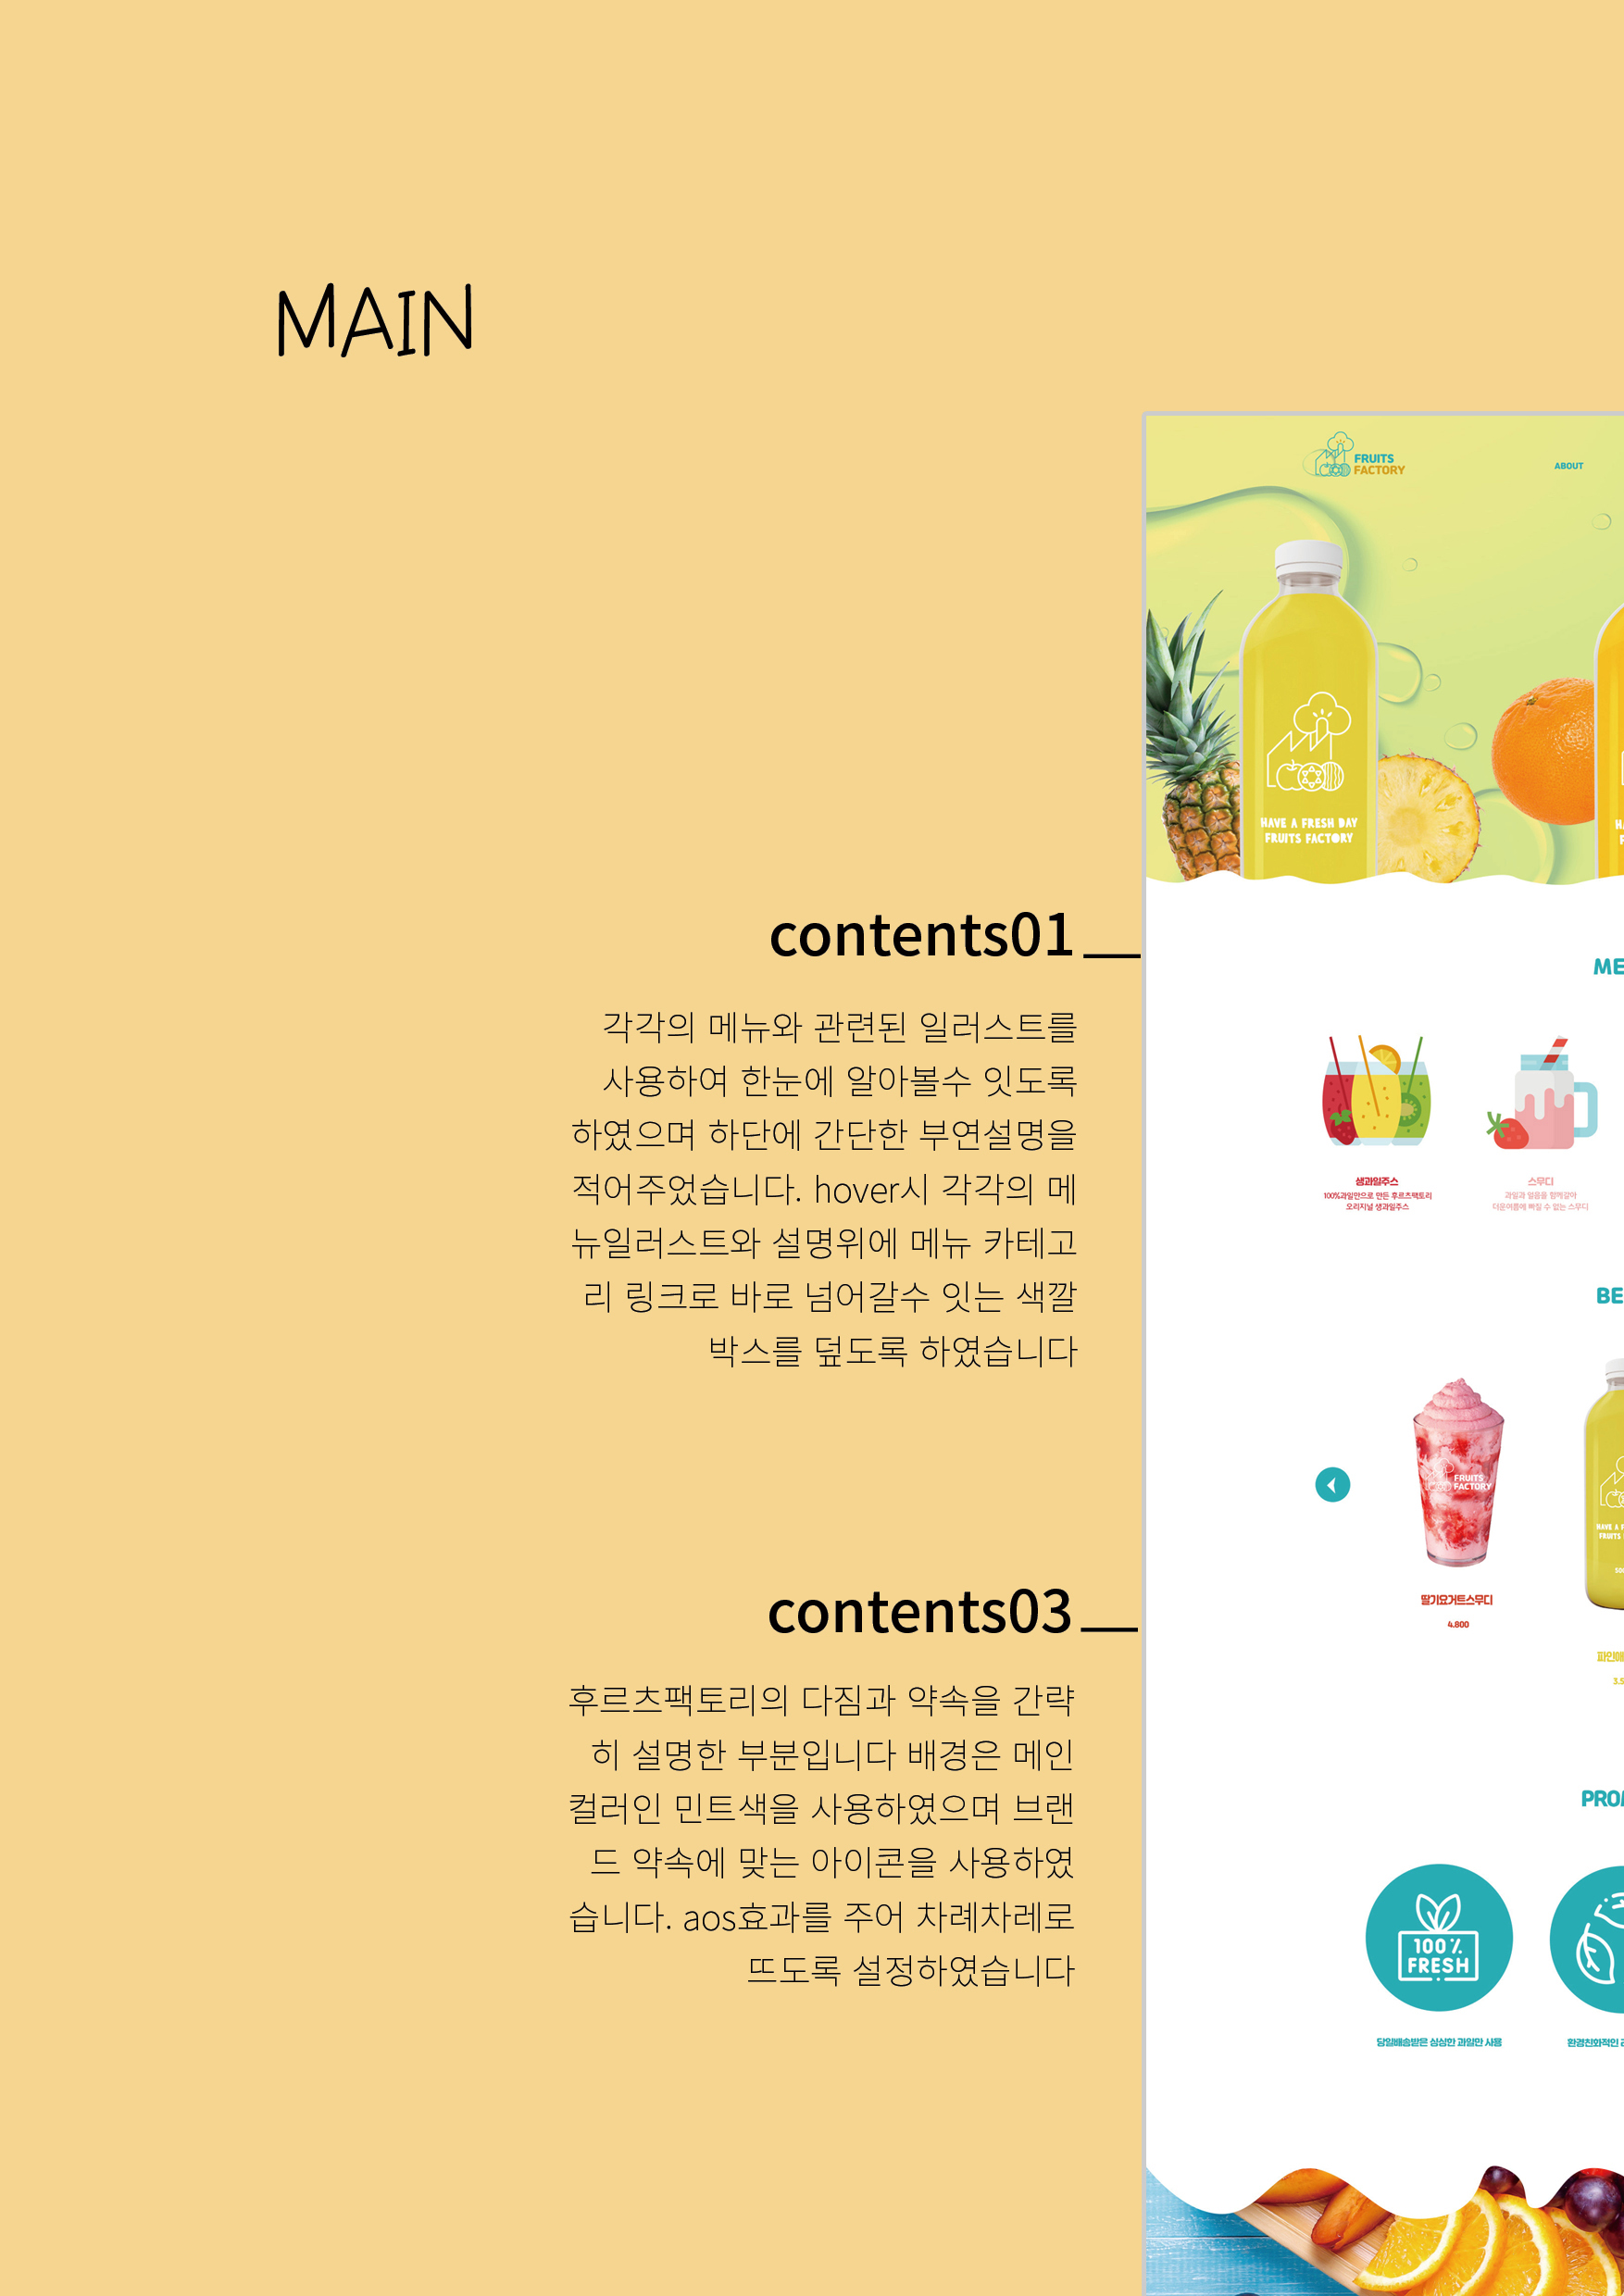 MAIN
FRUITS
FACTORY
ABOUT
HAVE A FRESH DAY
FRUITS FACTORY
contents01
각각의 메뉴와 관련된 일러스트를
사용하여 한눈에 알아볼수 잇도록
하였으며 하단에 간단한 부연설명을
적어주었습니다. hover시 각각의 메
뉴일러스트와 설명위에 메뉴 카테고
리 링크로 바로 넘어갈수 잇는 색깔
박스를 덮도록 하였습니다
ME
생과일주스
100%과일만으로 만든 후르츠팩토리
오리지널 생과일주스
스무디
과일과 얼음을 함께갈아
더운여름에 빠질 수 없는 스무디
BE
FRUITS
FACTORY
HAVE A F
FRUITS
딸기요거트스무디
4.800
파인애
3.5
contents03
후르츠팩토리의 다짐과 약속을 간략
히 설명한 부분입니다 배경은 메인
컬러인 민트색을 사용하였으며 브랜
드 약속에 맞는 아이콘을 사용하였
습니다. aos효과를 주어 차례차레로
뜨도록 설정하였습니다
PRO
100%
FRESH
당일배송받은 싱싱한 과일만 사용
환경친화적인